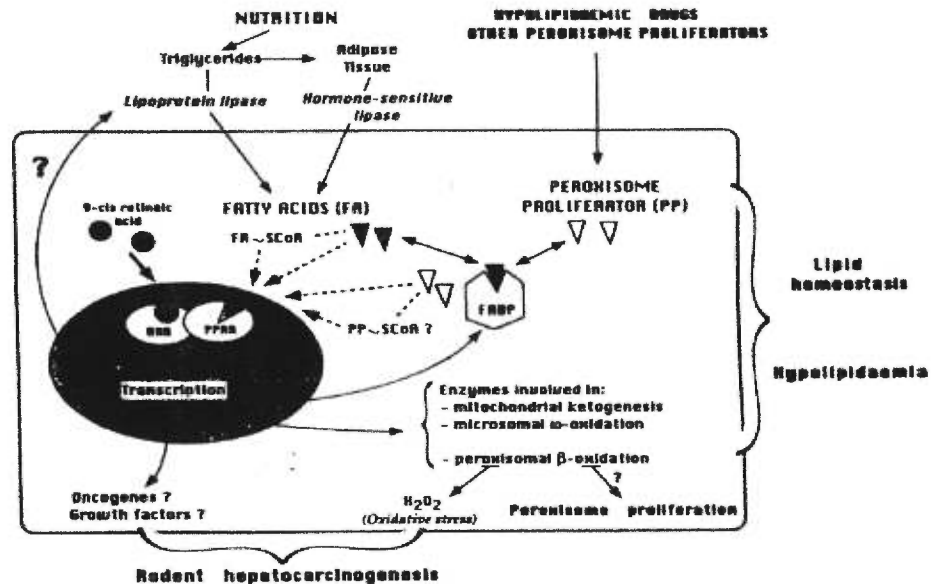 NUTRITION
Triglycerides
Adipose
Tissue
Lipoprotein lipase
Hormone-sensitive
lipase
HYPOLIPIDAEMIC DRUGS
OTHER PEROXISOME PROLIFERATORS
?
9-cis retinoic
acid
FATTY ACIDS (FA)
FA~SCoA
PEROXISOME
PROLIFERATOR (PP)
FABP
PP~SCoA ?
PPAR
Transcription
Enzymes involved in:
- mitochondrial ketogenesis
- microsomal ω-oxidation
- peroxisomal β-oxidation
?
H2O2
(Oxidative stress)
Peroxisome proliferation
Oncogenes ?
Growth factors ?
Rodent hepatocarcinogenesis
Lipid
homeostasis
Hypolipidaemia